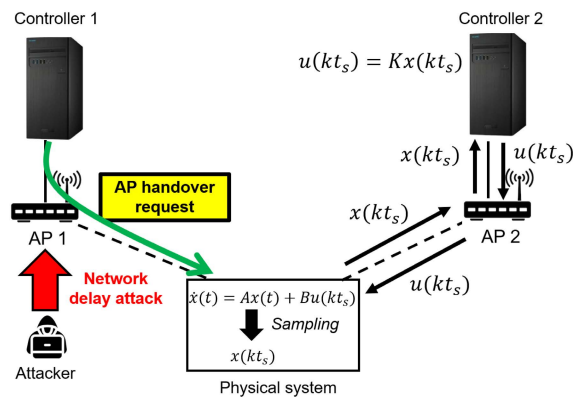 Controller 1
Controller 2
u(kt_s) = Kx(kt_s)
x(kt_s)
u(kt_s)
AP handover
request
x(kt_s)
AP 1
AP 2
Network
delay attack
u(kt_s)
ẋ(t) = Ax(t) + Bu(kt_s)
Sampling
x(kt_s)
Attacker
Physical system